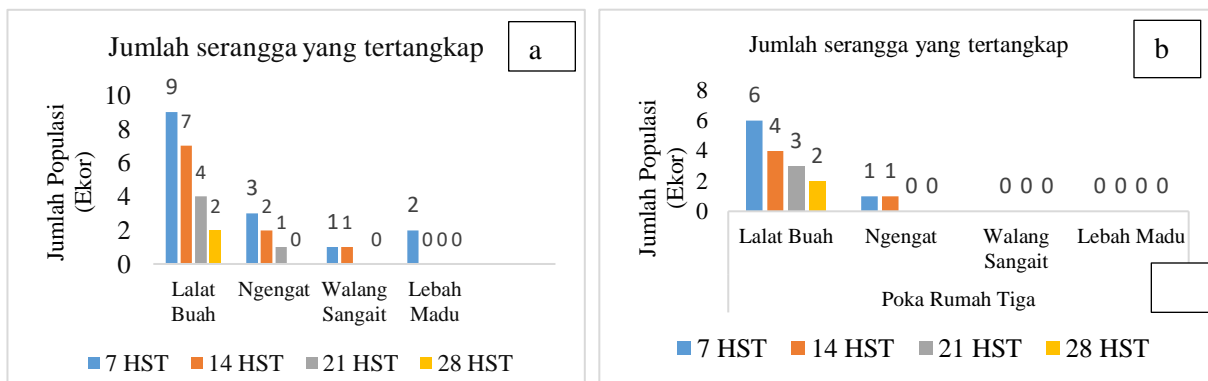 Jumlah serangga yang tertangkap
a
Jumlah Populasi
(Ekor)
10
8
6
4
2
0
9
7
4
2
3
2
1
0
1 1
0
2
0 0 0
Lalat
Buah
Ngengat
Walang
Sangait
Lebah
Madu
7 HST
14 HST
21 HST
28 HST
Jumlah serangga yang tertangkap
b
Jumlah Populasi
(Ekor)
8
6
4
2
0
6
4
3
2
1 1
0 0
0 0 0
0 0 0 0
Lalat Buah
Ngengat
Walang
Sangait
Lebah Madu
Poka Rumah Tiga
7 HST
14 HST
21 HST
28 HST